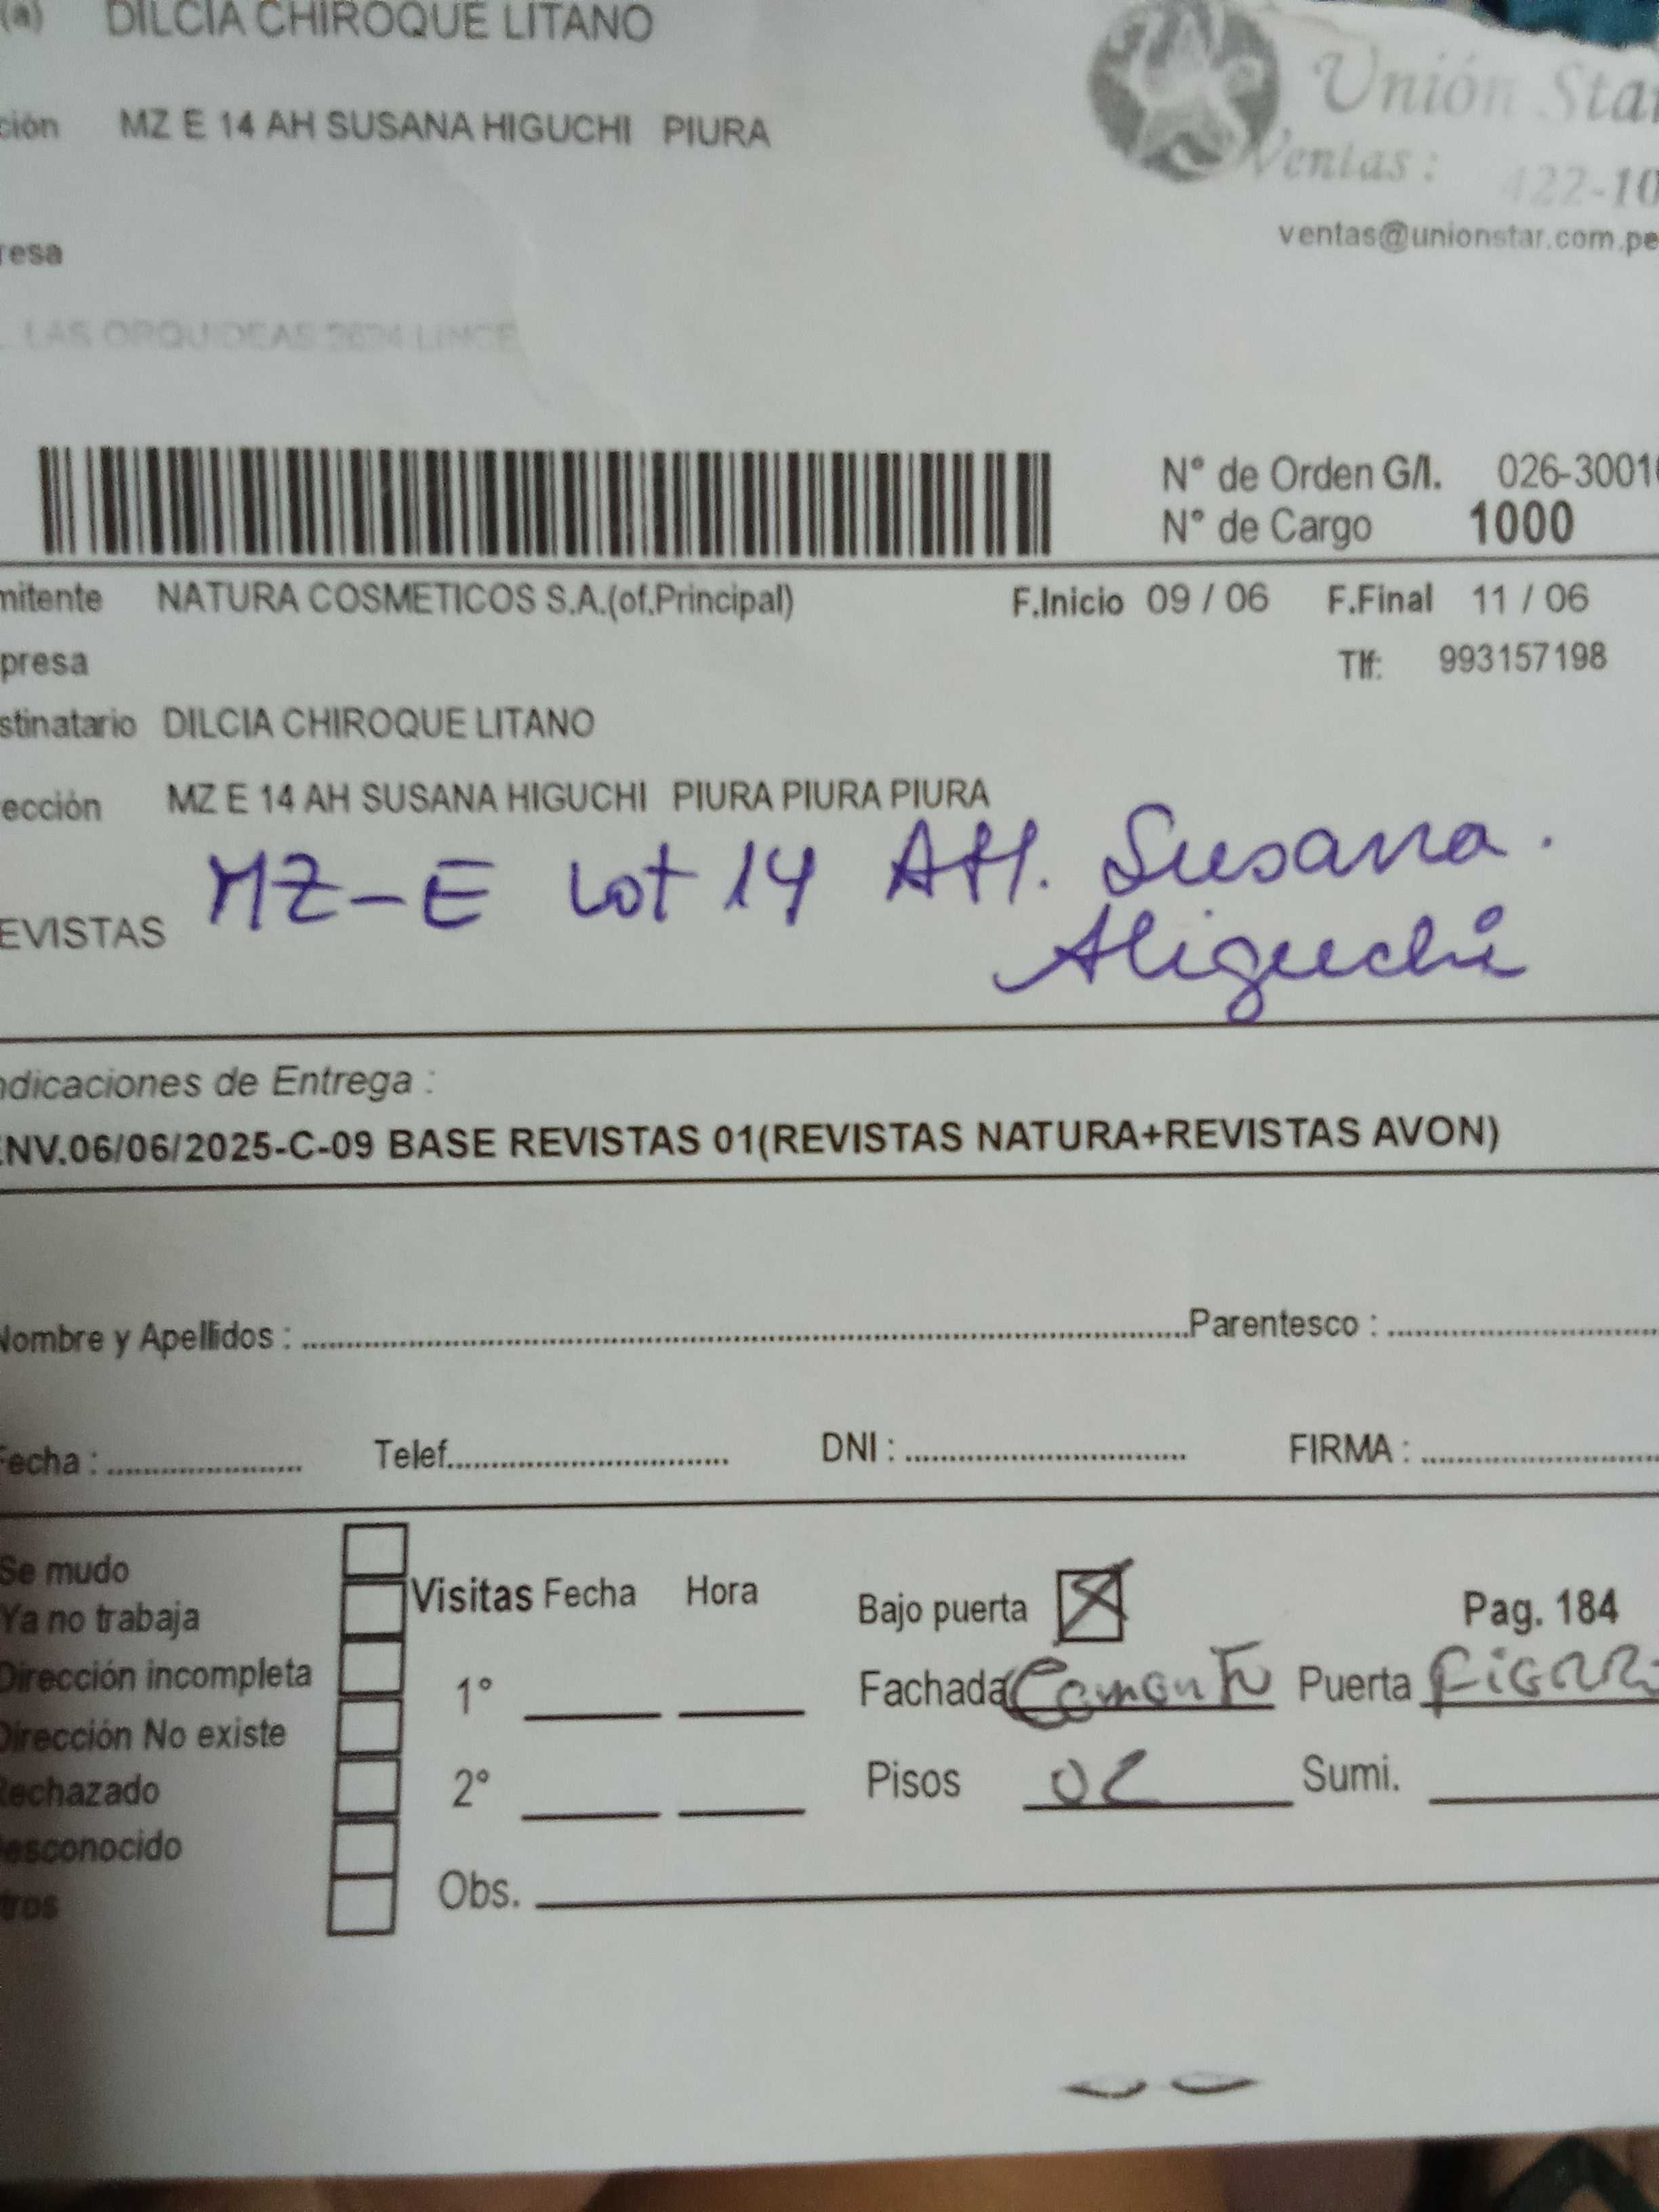 (a) DILCIA CHIROQUE LITANO
Unión Sta
ción MZ E 14 AH SUSANA HIGUCHI PIURA
Ventas: 422-10
ventas@unionstar.com.pe
resa
LAS ORQUIDEAS LINCE
N° de Orden G/I. 026-3001
N° de Cargo 1000
mitente NATURA COSMETICOS S.A.(of.Principal) F.Inicio 09 / 06 F.Final 11 / 06
presa Tlf: 993157198
stinatario DILCIA CHIROQUE LITANO
ección MZ E 14 AH SUSANA HIGUCHI PIURA PIURA PIURA
MZ-E Lot 14 AH. Susana.
EVISTAS Higuchi
ndicaciones de Entrega :
ENV.06/06/2025-C-09 BASE REVISTAS 01(REVISTAS NATURA+REVISTAS AVON)
Nombre y Apellidos : Parentesco :
Fecha : Telef. DNI : FIRMA :
Se mudo
Ya no trabaja
Dirección incompleta
Dirección No existe
Rechazado
esconocido
tros
Visitas Fecha Hora
1°
2°
Obs.
Bajo puerta X Pag. 184
Fachada Puerta
Pisos 02 Sumi.